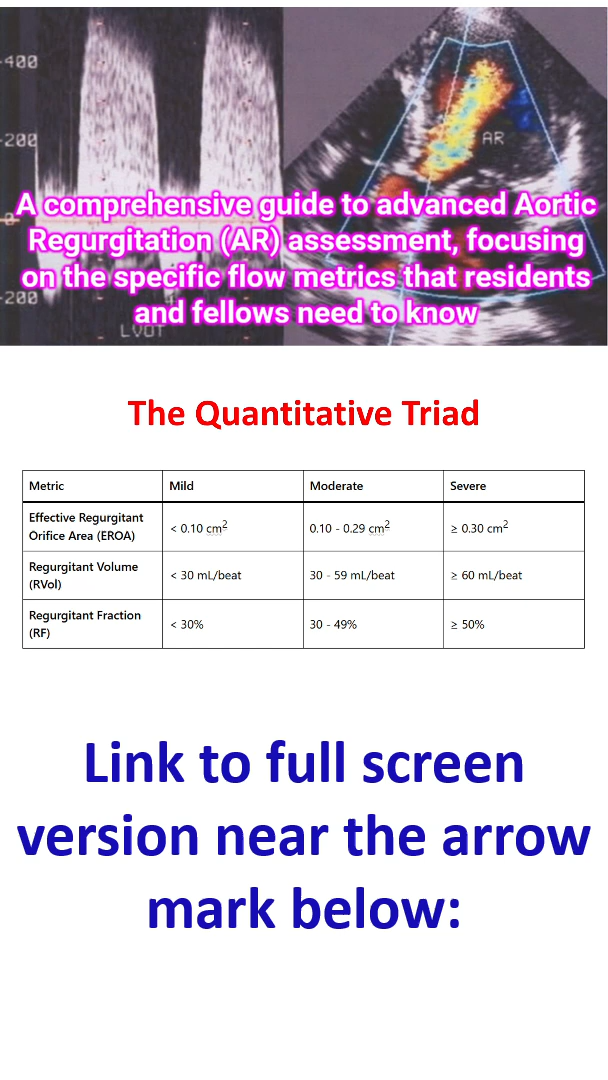 -400
-200
0
-200
LVOT
AR
A comprehensive guide to advanced Aortic
Regurgitation (AR) assessment, focusing
on the specific flow metrics that residents
and fellows need to know
The Quantitative Triad
Metric Mild Moderate Severe
Effective Regurgitant
Orifice Area (EROA) < 0.10 cm² 0.10 - 0.29 cm² ≥ 0.30 cm²
Regurgitant Volume
(RVol) < 30 mL/beat 30 - 59 mL/beat ≥ 60 mL/beat
Regurgitant Fraction
(RF) < 30% 30 - 49% ≥ 50%
Link to full screen
version near the arrow
mark below: